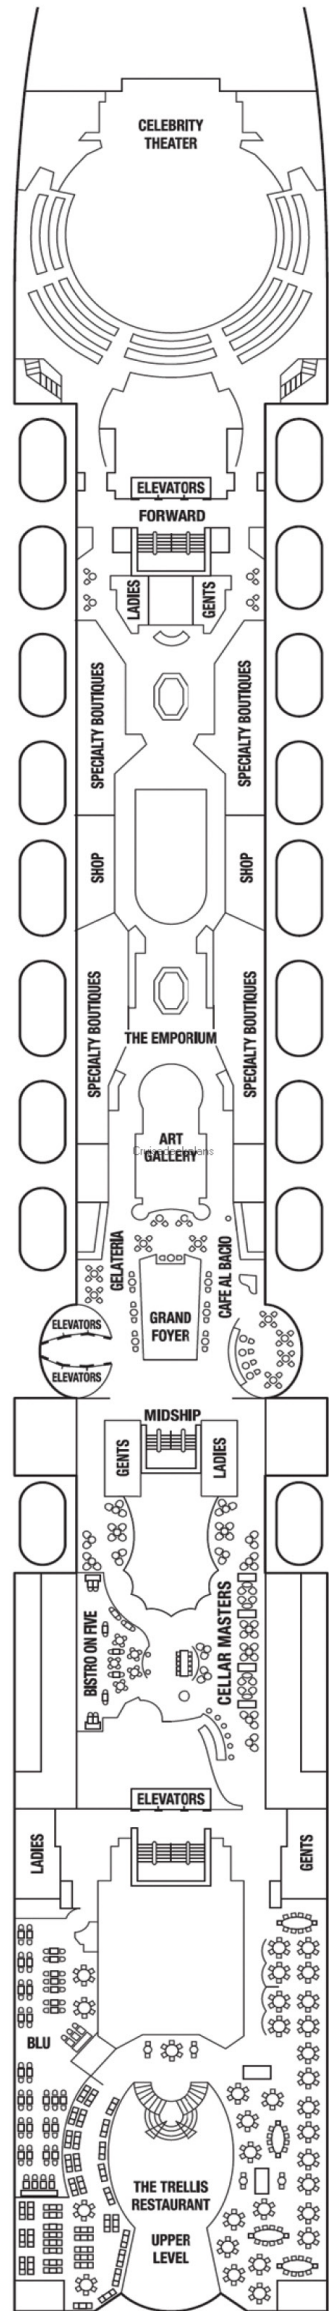 CELEBRITY
THEATER
ELEVATORS
FORWARD
LADIES
GENTS
SPECIALTY BOUTIQUES
SPECIALTY BOUTIQUES
SHOP
SHOP
SPECIALTY BOUTIQUES
SPECIALTY BOUTIQUES
THE EMPORIUM
ART
GALLERY
Cruisedeckplans
GELATERIA
CAFE AL BACIO
GRAND
FOYER
ELEVATORS
ELEVATORS
MIDSHIP
GENTS
LADIES
BISTRO ON FIVE
CELLAR MASTERS
ELEVATORS
LADIES
GENTS
BLU
THE TRELLIS
RESTAURANT
UPPER
LEVEL